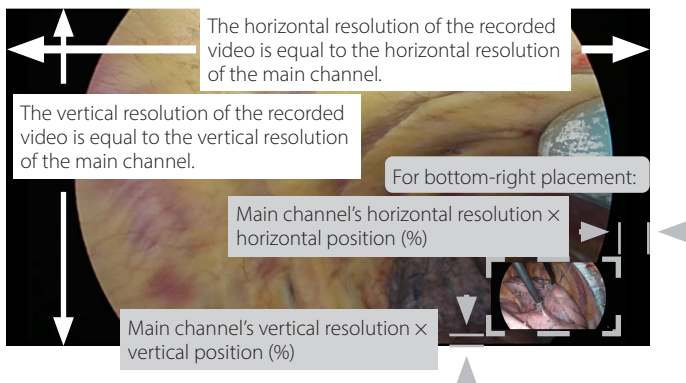 The horizontal resolution of the recorded
video is equal to the horizontal resolution
of the main channel.
The vertical resolution of the recorded
video is equal to the vertical resolution
of the main channel.
For bottom-right placement:
Main channel’s horizontal resolution ×
horizontal position (%)
Main channel’s vertical resolution ×
vertical position (%)